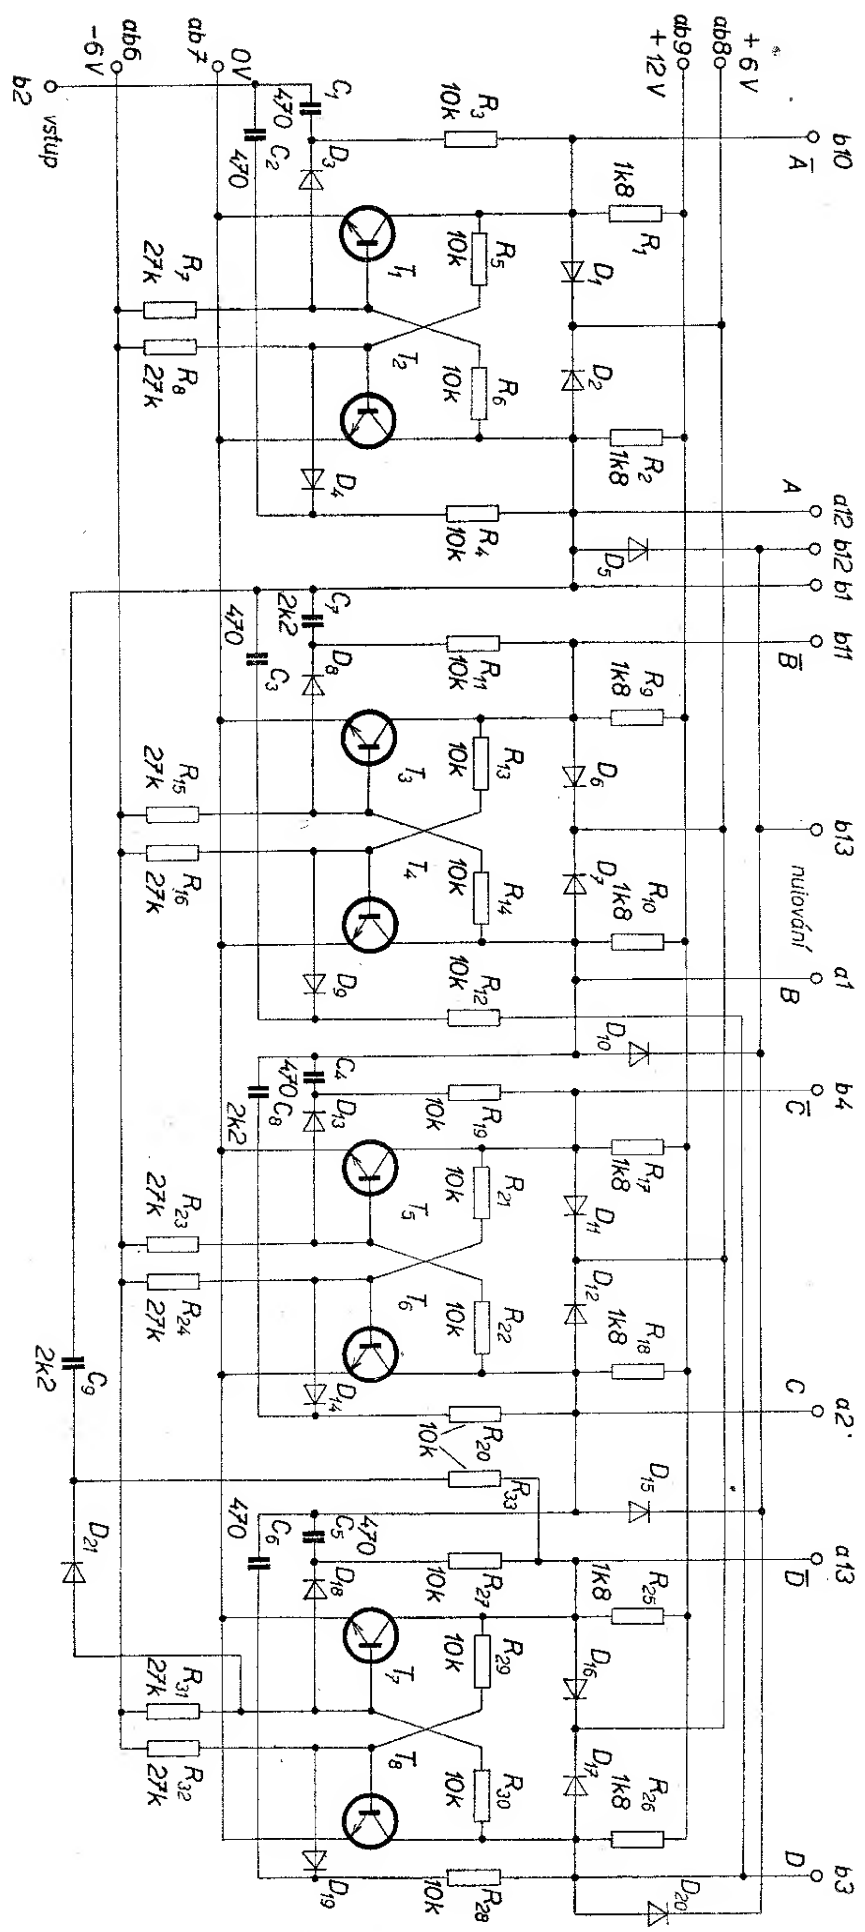 b10
A
b12
a12
A
b1
b11
B
b13
nulování
a1
B
b4
C
a2
C
a13
D
b3
D
+ 6 V
ab8
ab9
+ 12 V
R1
1k8
D1
D2
R2
1k8
D5
R9
1k8
D6
D7
R10
1k8
D10
R17
1k8
D11
D12
R18
1k8
D15
R25
1k8
D16
D17
R26
1k8
D20
R3
10k
R5
10k
R6
10k
R4
10k
R11
10k
R13
10k
R14
10k
R12
10k
R19
10k
R21
10k
R22
10k
R20
10k
R33
R27
10k
R29
10k
R30
10k
R28
10k
C1
470
D3
T1
T2
D4
C7
2k2
D8
T3
T4
D9
C4
470
D13
T5
T6
D14
C5
470
D18
T7
T8
D19
C2
470
C3
470
C8
2k2
C6
470
0V
ab7
R7
27k
R8
27k
R15
27k
R16
27k
R23
27k
R24
27k
R31
27k
R32
27k
ab6
-6V
C9
2k2
D21
b2
vstup